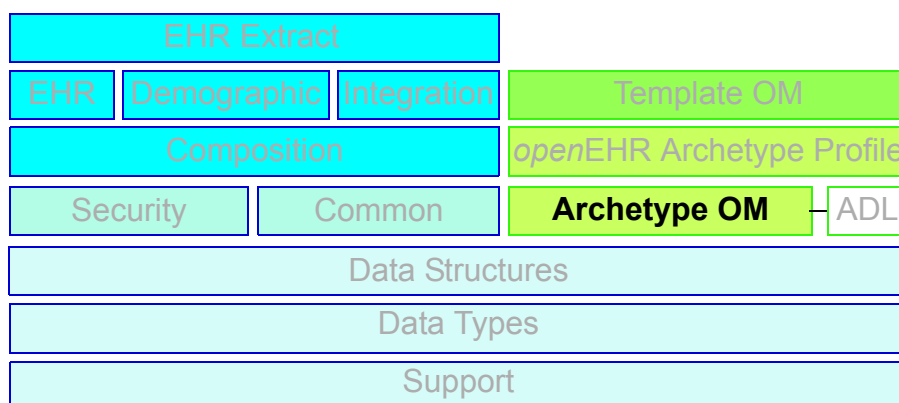 EHR Extract
EHR Demographic Integration Template OM
Composition openEHR Archetype Profile
Security Common Archetype OM ADL
Data Structures
Data Types
Support